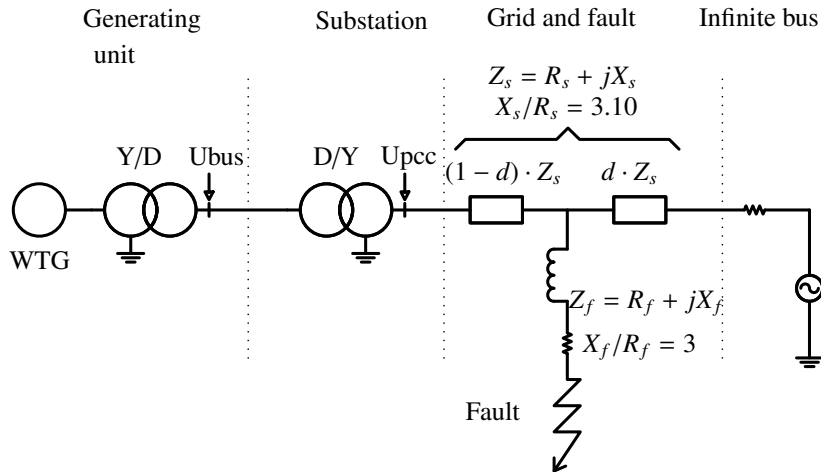 Generating unit
Substation
Grid and fault
Infinite bus
Z_s = R_s + jX_s
X_s/R_s = 3.10
Y/D
Ubus
D/Y
Upcc
(1 − d) · Z_s
d · Z_s
WTG
Z_f = R_f + jX_f
X_f/R_f = 3
Fault